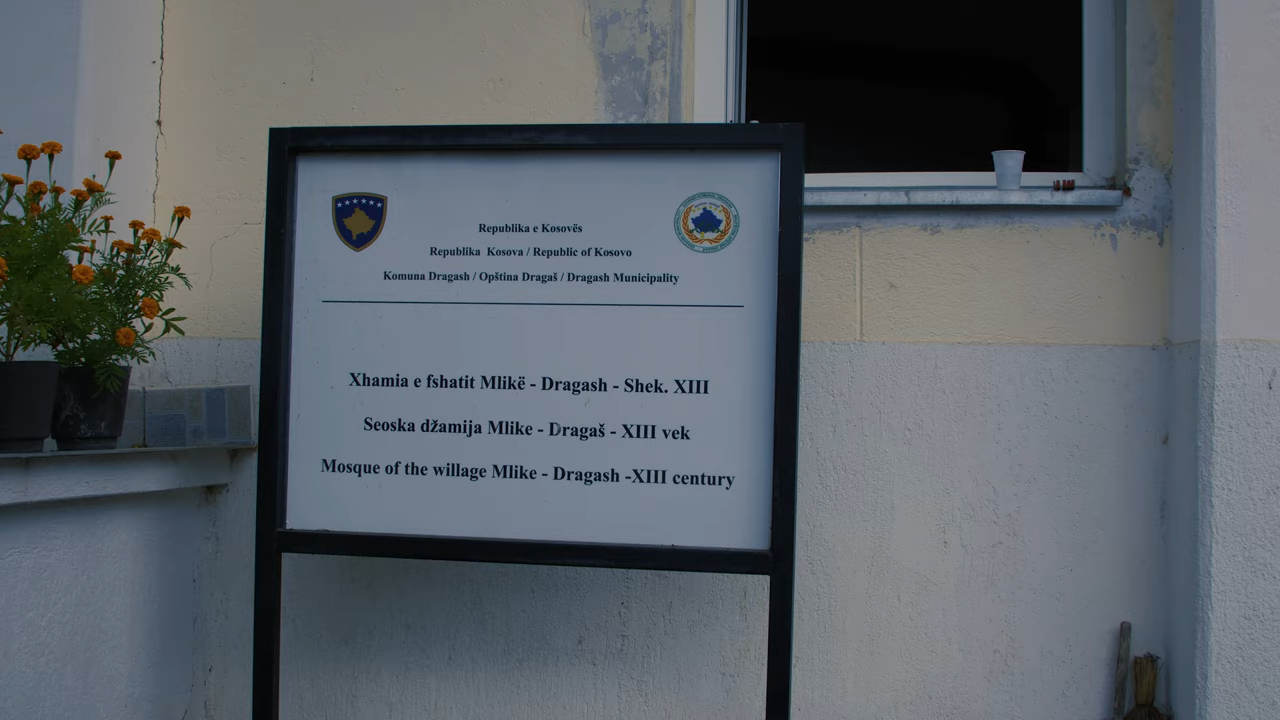 Republika e Kosovës
Republika Kosova / Republic of Kosovo
Komuna Dragash / Opština Dragaš / Dragash Municipality
Xhamia e fshatit Mlikë - Dragash - Shek. XIII
Seoska džamija Mlike - Dragaš - XIII vek
Mosque of the willage Mlike - Dragash -XIII century